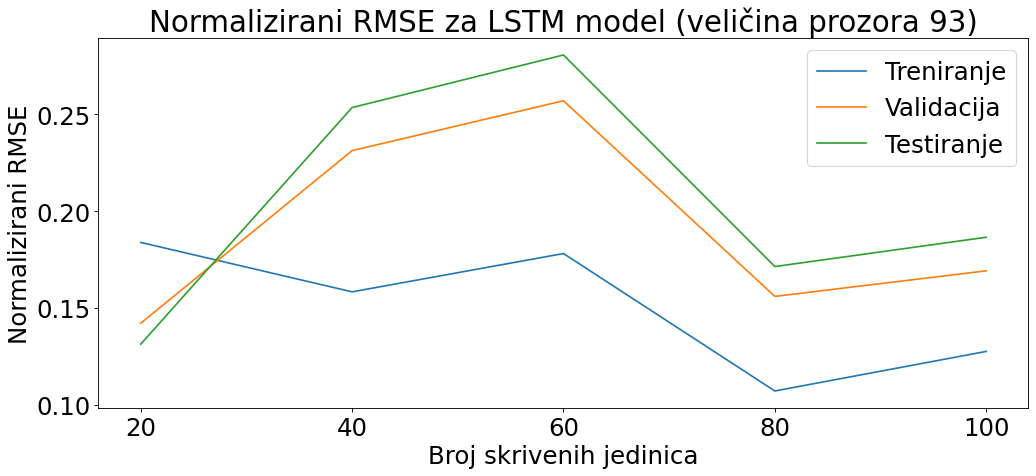 Normalizirani RMSE za LSTM model (veličina prozora 93)
Treniranje
Validacija
Testiranje
Normalizirani RMSE
0.25
0.20
0.15
0.10
20 40 60 80 100
Broj skrivenih jedinica